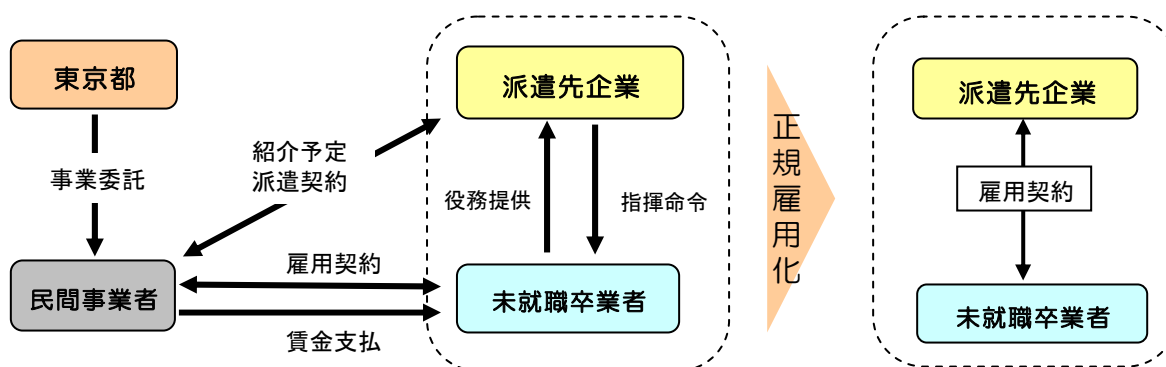 東京都
事業委託
民間事業者
紹介予定
派遣契約
雇用契約
賃金支払
派遣先企業
役務提供
指揮命令
未就職卒業者
正規雇用化
派遣先企業
雇用契約
未就職卒業者